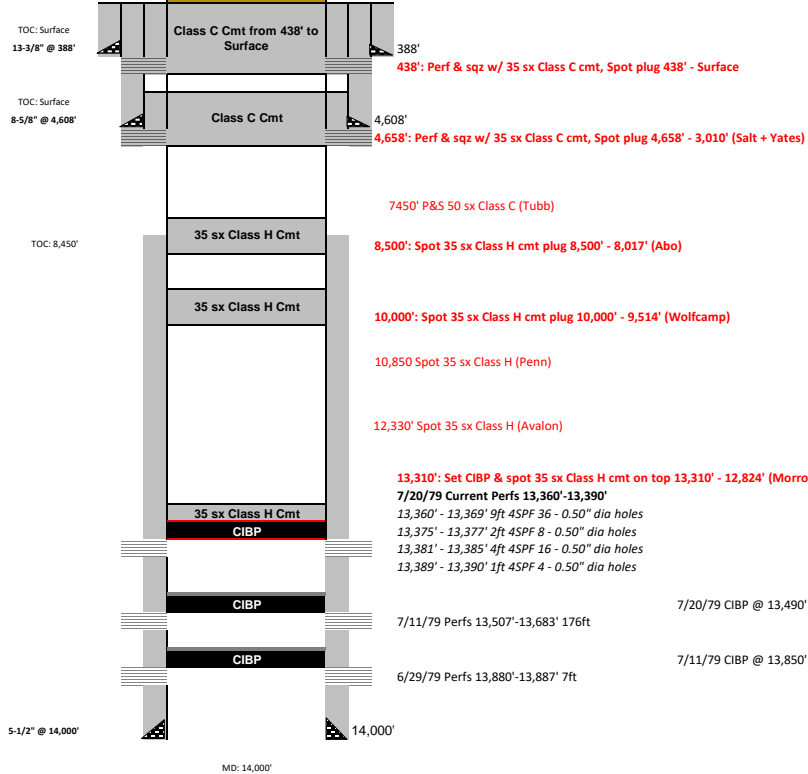 TOC: Surface
13-3/8" @ 388'
Class C Cmt from 438' to
Surface
388'
438': Perf & sqz w/ 35 sx Class C cmt, Spot plug 438' - Surface
TOC: Surface
8-5/8" @ 4,608'
Class C Cmt
4,608'
4,658': Perf & sqz w/ 35 sx Class C cmt, Spot plug 4,658' - 3,010' (Salt + Yates)
7450' P&S 50 sx Class C (Tubb)
TOC: 8,450'
35 sx Class H Cmt
8,500': Spot 35 sx Class H cmt plug 8,500' - 8,017' (Abo)
35 sx Class H Cmt
10,000': Spot 35 sx Class H cmt plug 10,000' - 9,514' (Wolfcamp)
10,850 Spot 35 sx Class H (Penn)
12,330' Spot 35 sx Class H (Avalon)
13,310': Set CIBP & spot 35 sx Class H cmt on top 13,310' - 12,824' (Morro
7/20/79 Current Perfs 13,360'-13,390'
35 sx Class H Cmt
13,360' - 13,369' 9ft 4SPF 36 - 0.50" dia holes
CIBP
13,375' - 13,377' 2ft 4SPF 8 - 0.50" dia holes
13,381' - 13,385' 4ft 4SPF 16 - 0.50" dia holes
13,389' - 13,390' 1ft 4SPF 4 - 0.50" dia holes
CIBP
7/20/79 CIBP @ 13,490'
7/11/79 Perfs 13,507'-13,683' 176ft
CIBP
7/11/79 CIBP @ 13,850'
6/29/79 Perfs 13,880'-13,887' 7ft
5-1/2" @ 14,000'
14,000'
MD: 14,000'